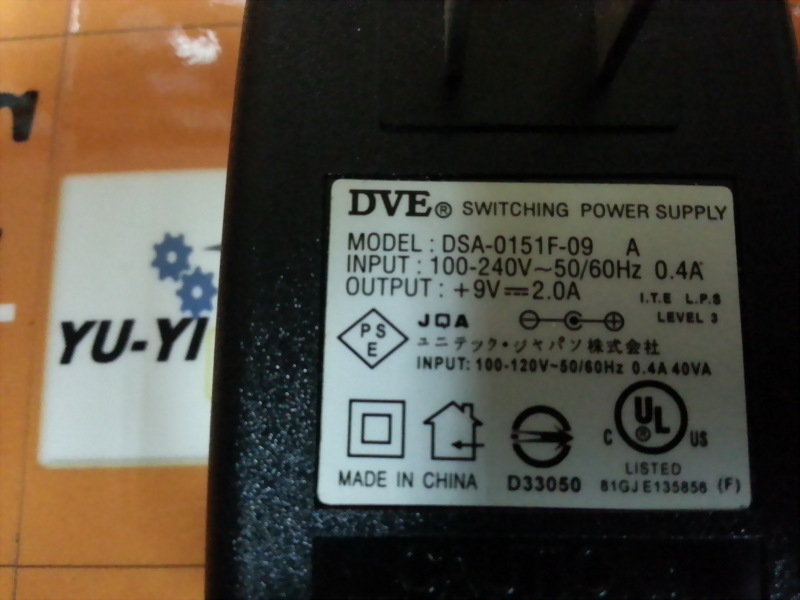 DVE® SWITCHING POWER SUPPLY
MODEL : DSA-0151F-09 A
INPUT : 100-240V~50/60Hz 0.4A
OUTPUT : +9V⎓2.0A
I.T.E L.P.S
LEVEL 3
PSE
JQA
ユニテック・ジャパン株式会社
INPUT: 100-120V~50/60Hz 0.4A 40VA
C UL® US
LISTED
MADE IN CHINA
D33050
81GJ E135856 (F)
YU-YI